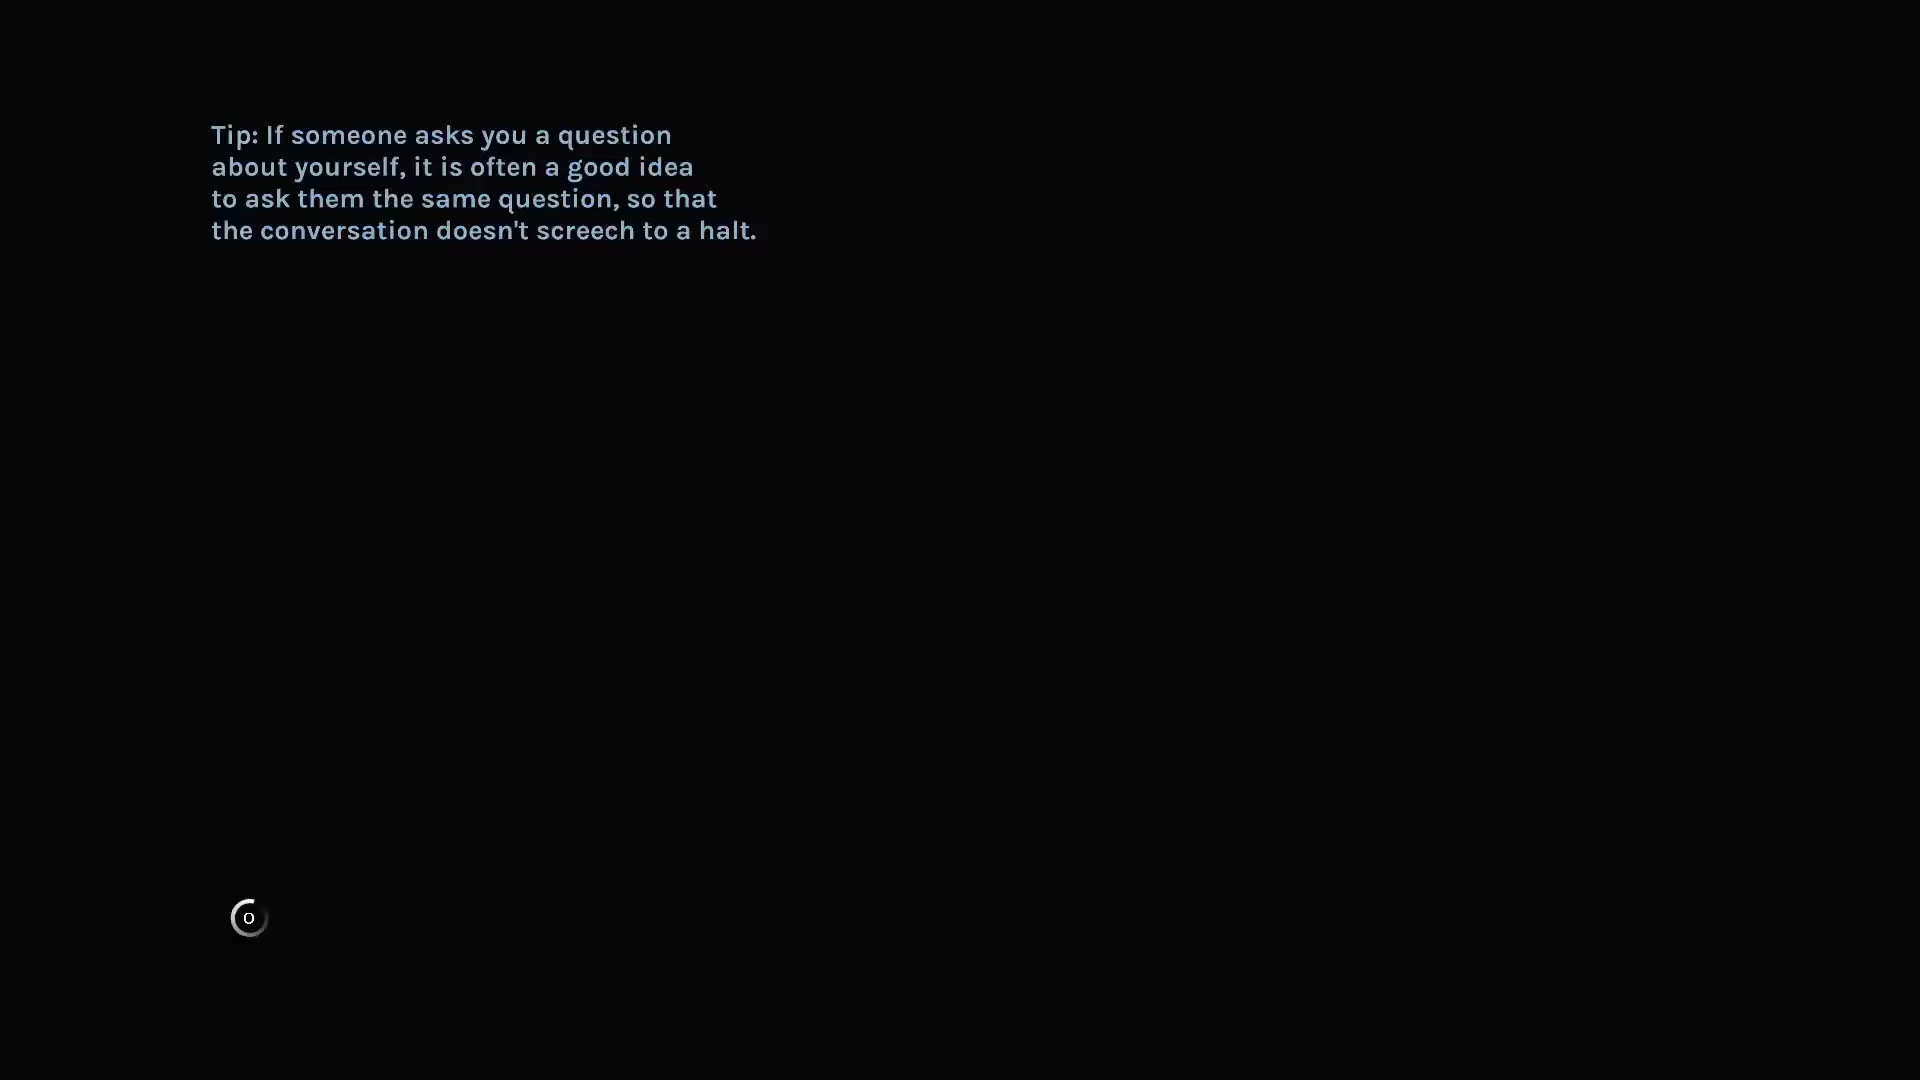 Tip: If someone asks you a question
about yourself, it is often a good idea
to ask them the same question, so that
the conversation doesn't screech to a halt.
0